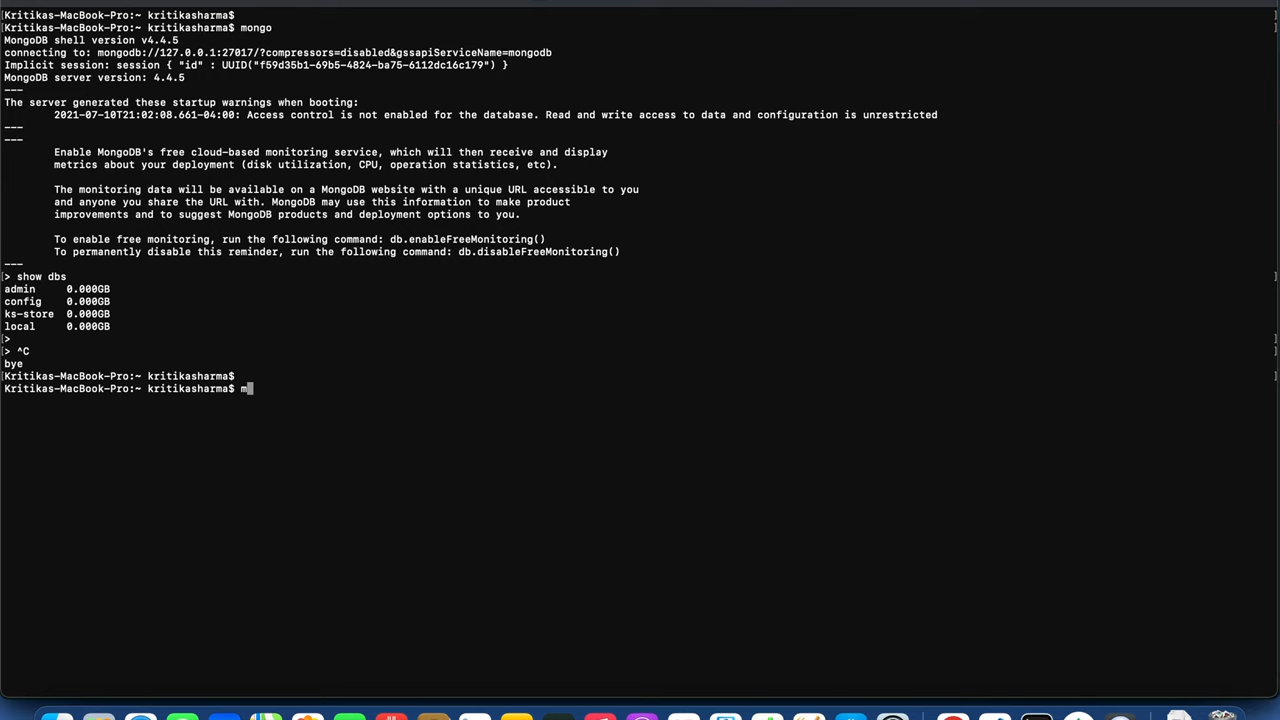 [Kritikas-MacBook-Pro:~ kritikasharma$ ]
[Kritikas-MacBook-Pro:~ kritikasharma$ mongo ]
MongoDB shell version v4.4.5
connecting to: mongodb://127.0.0.1:27017/?compressors=disabled&gssapiServiceName=mongodb
Implicit session: session { "id" : UUID("f59d35b1-69b5-4824-ba75-6112dc16c179") }
MongoDB server version: 4.4.5
---
The server generated these startup warnings when booting:
2021-07-10T21:02:08.661-04:00: Access control is not enabled for the database. Read and write access to data and configuration is unrestricted
---
---
Enable MongoDB's free cloud-based monitoring service, which will then receive and display
metrics about your deployment (disk utilization, CPU, operation statistics, etc).
The monitoring data will be available on a MongoDB website with a unique URL accessible to you
and anyone you share the URL with. MongoDB may use this information to make product
improvements and to suggest MongoDB products and deployment options to you.
To enable free monitoring, run the following command: db.enableFreeMonitoring()
To permanently disable this reminder, run the following command: db.disableFreeMonitoring()
---
[> show dbs ]
admin 0.000GB
config 0.000GB
ks-store 0.000GB
local 0.000GB
[> ]
[> ^C ]
bye
[Kritikas-MacBook-Pro:~ kritikasharma$ ]
Kritikas-MacBook-Pro:~ kritikasharma$ m